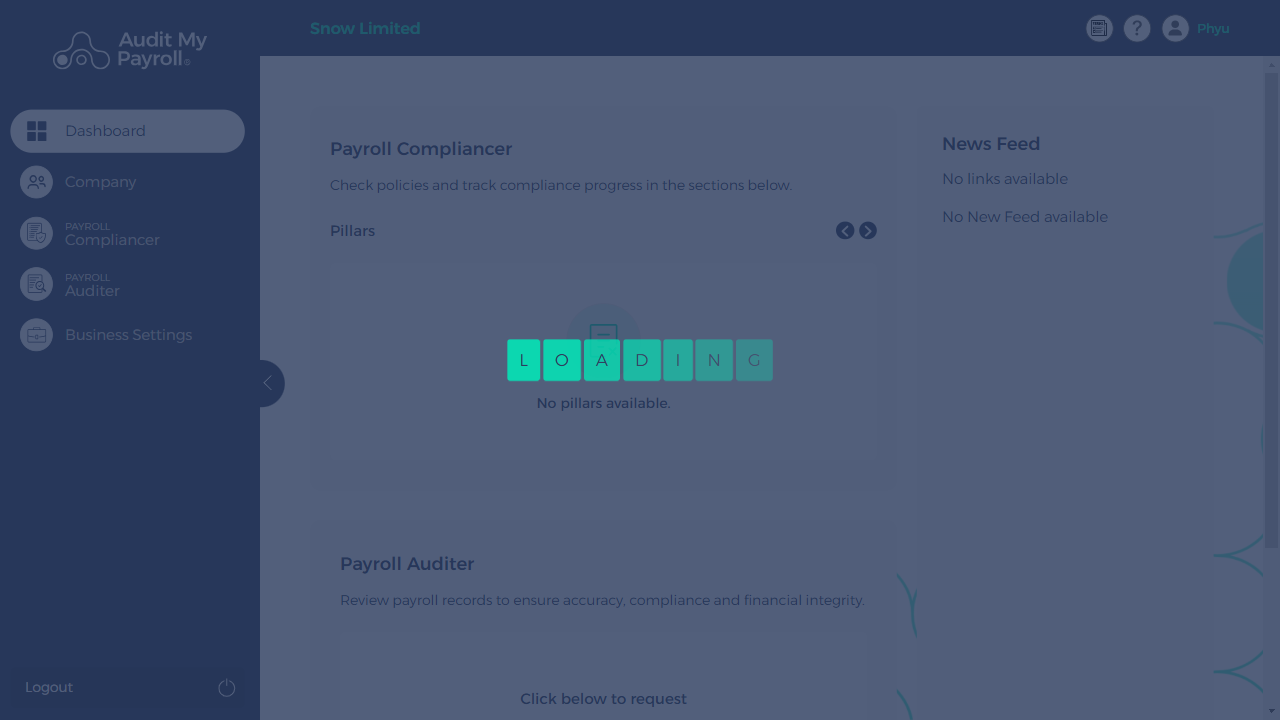 Audit My
Payroll®
Snow Limited
Phyu
Dashboard
Company
PAYROLL
Compliancer
PAYROLL
Auditer
Business Settings
Logout
Payroll Compliancer
Check policies and track compliance progress in the sections below.
Pillars
LOADING
No pillars available.
Payroll Auditer
Review payroll records to ensure accuracy, compliance and financial integrity.
Click below to request
News Feed
No links available
No New Feed available